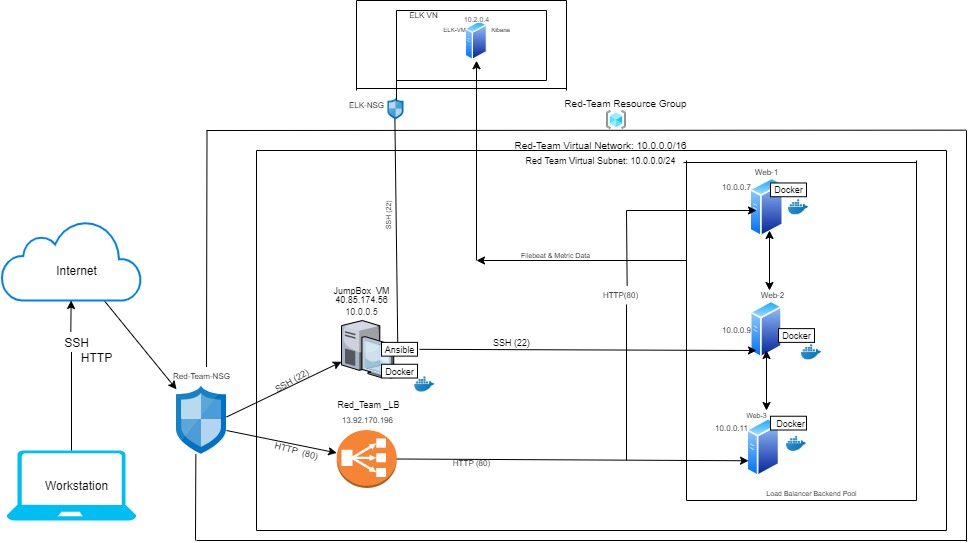 ELK VN
10.2.0.4
ELK-VM
Kibana
ELK-NSG
Red-Team Resource Group
Red-Team Virtual Network: 10.0.0.0/16
Red Team Virtual Subnet: 10.0.0.0/24
Web-1
10.0.0.7
Docker
SSH (22)
Internet
Filebeat & Metric Data
JumpBox VM
40.85.174.56
10.0.0.5
HTTP(80)
Web-2
10.0.0.9
Docker
SSH
HTTP
Ansible
SSH (22)
Docker
Red-Team-NSG
SSH (22)
Red_Team _LB
13.92.170.196
Web-3
10.0.0.11
Docker
HTTP (80)
HTTP (80)
Workstation
Load Balancer Backend Pool